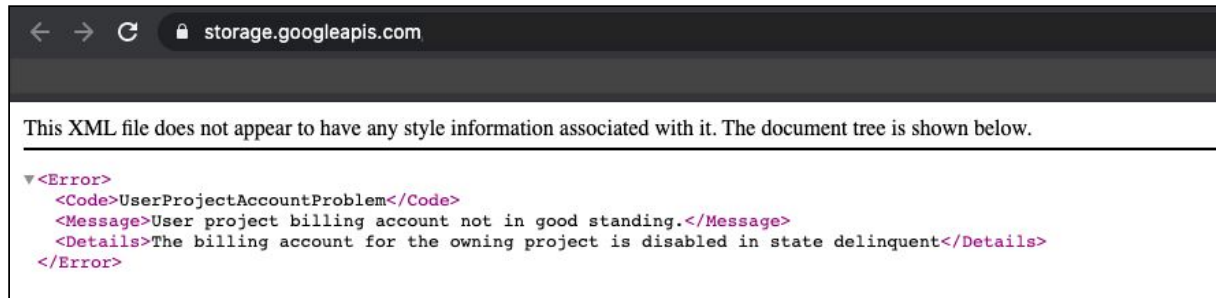 storage.googleapis.com
This XML file does not appear to have any style information associated with it. The document tree is shown below.
▼<Error>
<Code>UserProjectAccountProblem</Code>
<Message>User project billing account not in good standing.</Message>
<Details>The billing account for the owning project is disabled in state delinquent</Details>
</Error>